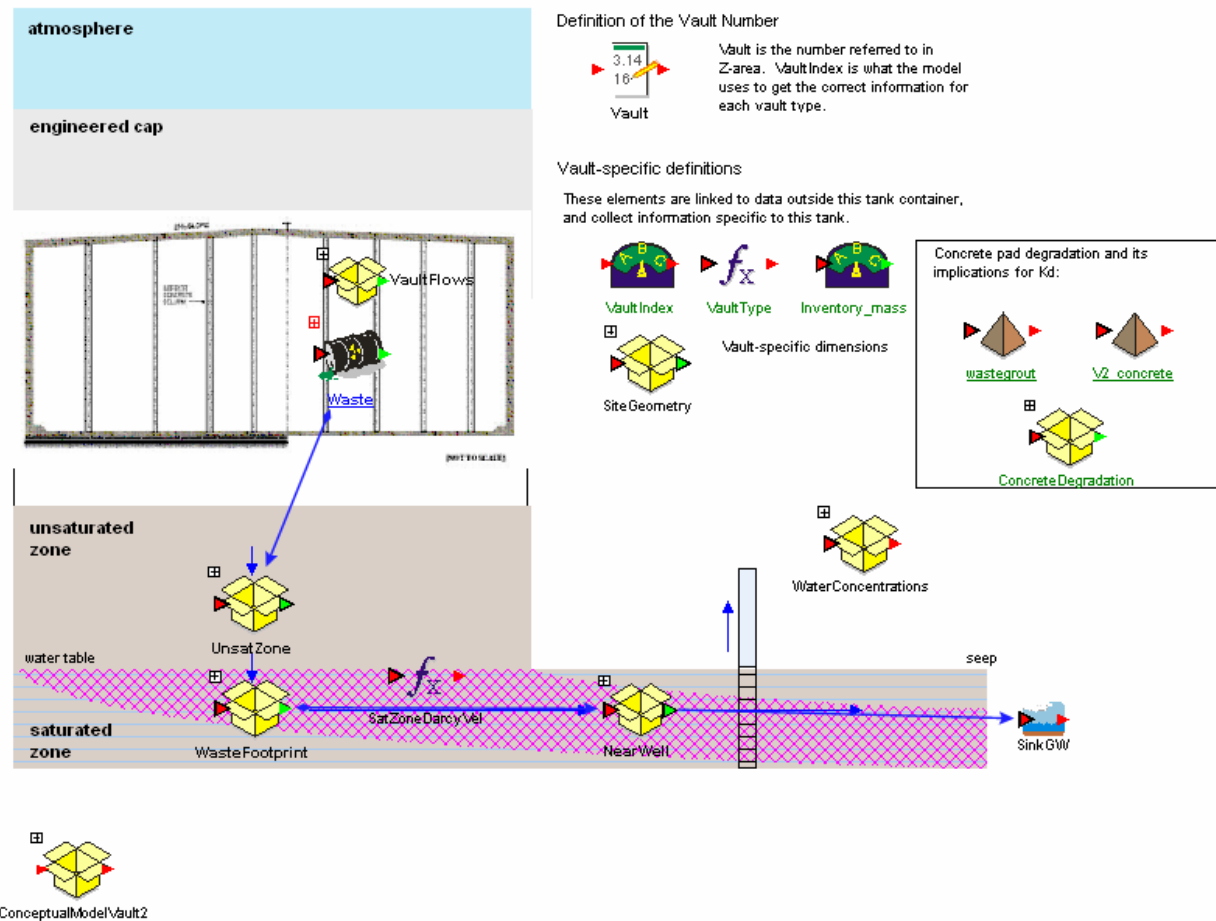 atmosphere
engineered cap
VaultFlows
Waste
[NOT TO SCALE]
unsaturated
zone
UnsatZone
water table
SatZoneDarcyVel
saturated
zone
WasteFootprint
NearWell
seep
SinkGW
ConceptualModelVault2
Definition of the Vault Number
3.14
16
Vault
Vault is the number referred to in
Z-area. VaultIndex is what the model
uses to get the correct information for
each vault type.
Vault-specific definitions
These elements are linked to data outside this tank container,
and collect information specific to this tank.
A B C
VaultIndex
fx
VaultType
A B C
Inventory_mass
SiteGeometry
Vault-specific dimensions
Concrete pad degradation and its
implications for Kd:
wastegrout
V2_concrete
ConcreteDegradation
WaterConcentrations
fx